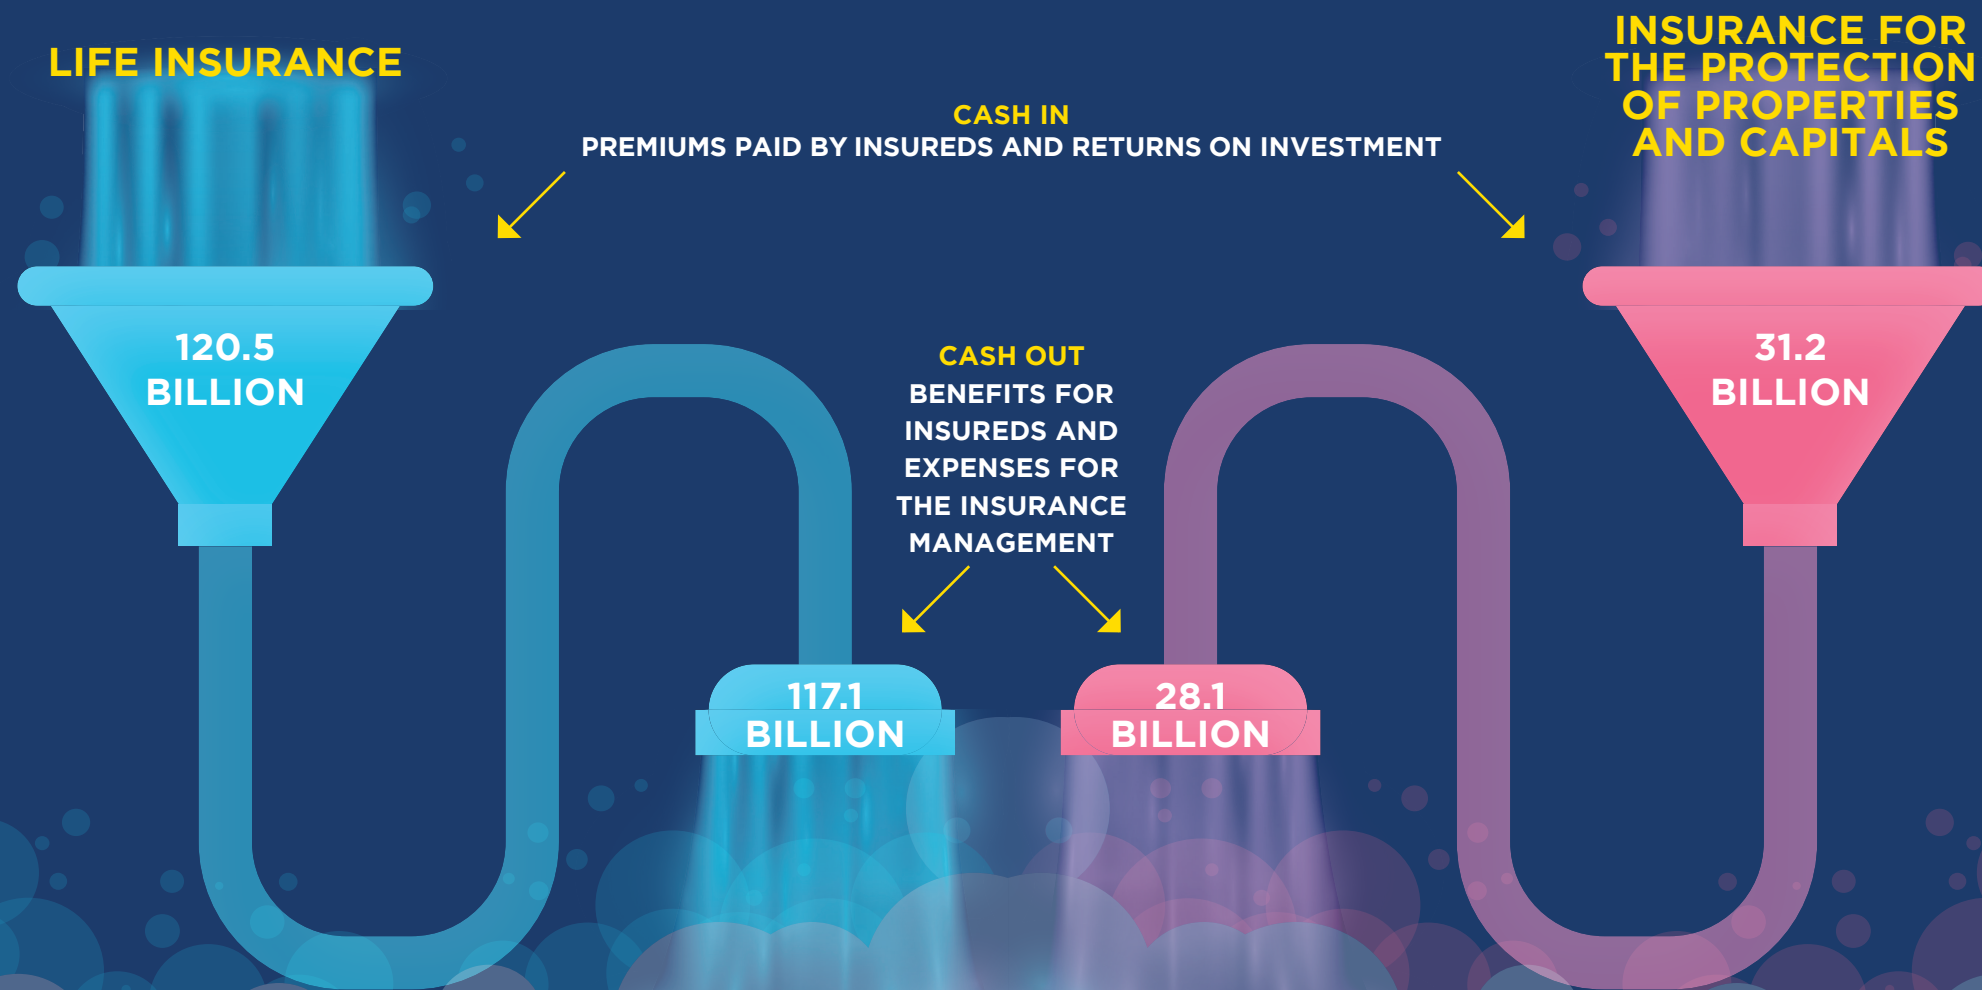 LIFE INSURANCE
INSURANCE FOR
THE PROTECTION
OF PROPERTIES
AND CAPITALS
CASH IN
PREMIUMS PAID BY INSUREDS AND RETURNS ON INVESTMENT
120.5
BILLION
31.2
BILLION
CASH OUT
BENEFITS FOR
INSUREDS AND
EXPENSES FOR
THE INSURANCE
MANAGEMENT
117.1
BILLION
28.1
BILLION